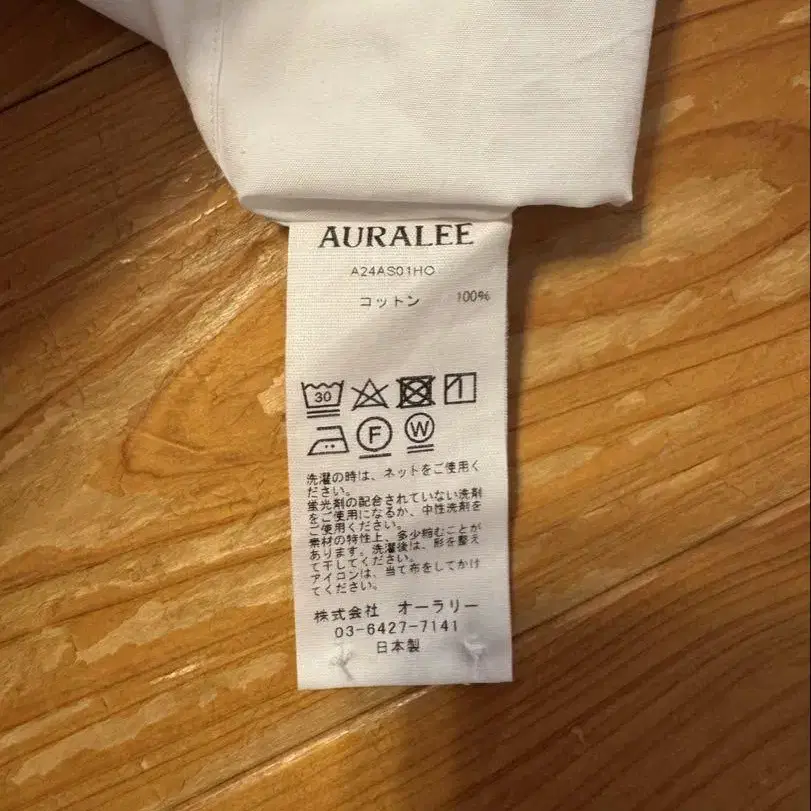 AURALEE
A24AS01HO
コットン 100%
30
F W
洗濯の時は、ネットをご使用く
ださい。
蛍光剤の配合されていない洗剤
をご使用になるか、中性洗剤を
ご使用ください。
素材の特性上、多少縮むことが
あります。洗濯後は、形を整え
て干してください。
アイロンは、当て布をしてかけ
てください。
株式会社 オーラリー
03-6427-7141
日本製